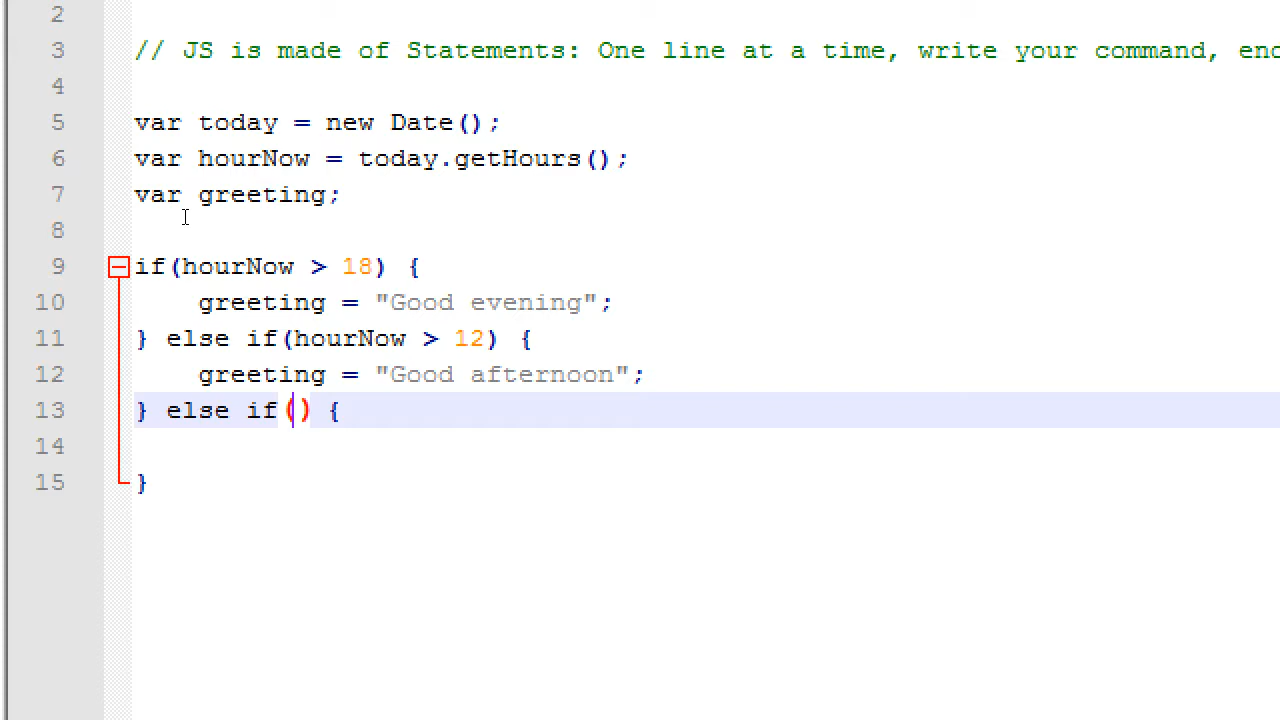 2
3 // JS is made of Statements: One line at a time, write your command, end
4
5 var today = new Date();
6 var hourNow = today.getHours();
7 var greeting;
8
9 if(hourNow > 18) {
10 greeting = "Good evening";
11 } else if(hourNow > 12) {
12 greeting = "Good afternoon";
13 } else if() {
14
15 }